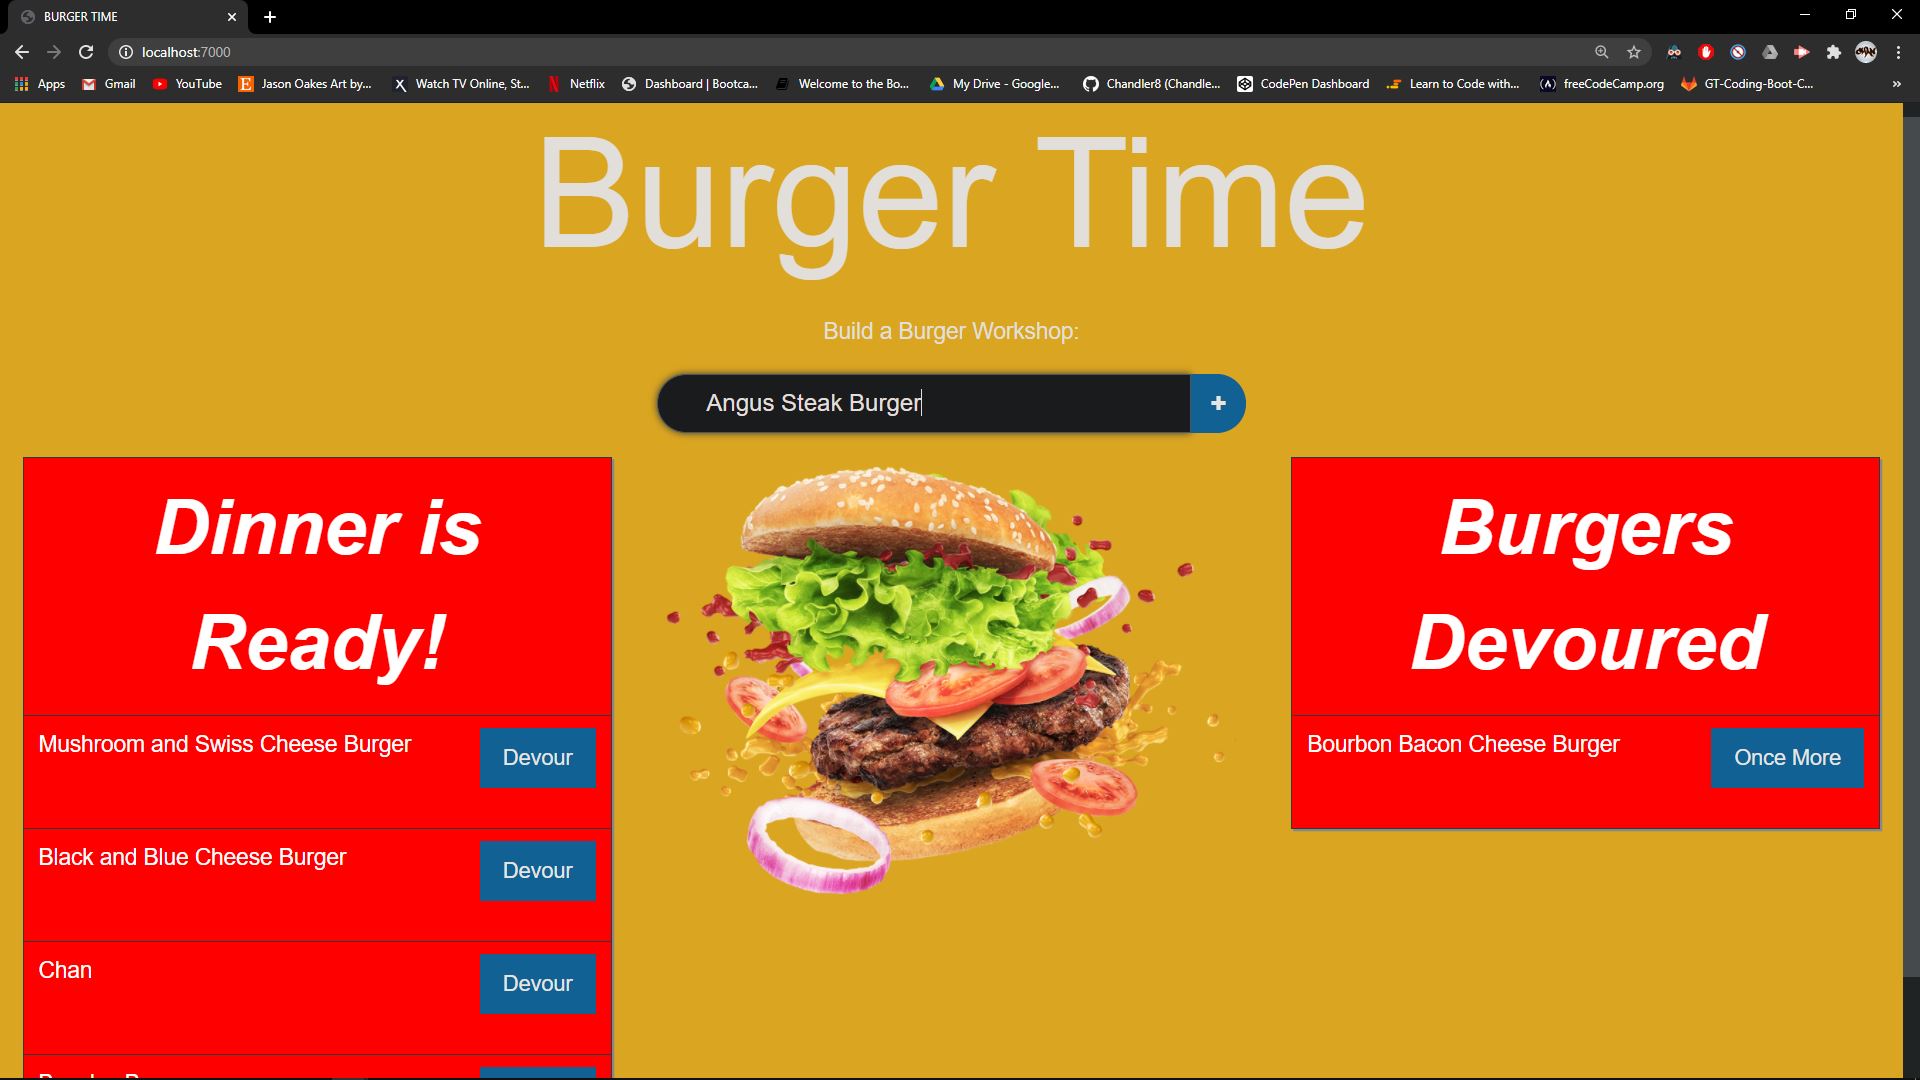 BURGER TIME
localhost:7000
Apps
Gmail
YouTube
Jason Oakes Art by...
Watch TV Online, St...
Netflix
Dashboard | Bootca...
Welcome to the Bo...
My Drive - Google...
Chandler8 (Chandle...
CodePen Dashboard
Learn to Code with...
freeCodeCamp.org
GT-Coding-Boot-C...
Burger Time
Build a Burger Workshop:
Angus Steak Burger
+
Dinner is
Ready!
Mushroom and Swiss Cheese Burger
Devour
Black and Blue Cheese Burger
Devour
Chan
Devour
Burgers
Devoured
Bourbon Bacon Cheese Burger
Once More